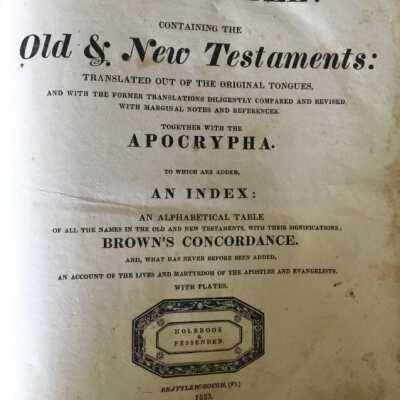 CONTAINING THE
Old & New Testaments:
TRANSLATED OUT OF THE ORIGINAL TONGUES,
AND WITH THE FORMER TRANSLATIONS DILIGENTLY COMPARED AND REVISED.
WITH MARGINAL NOTES AND REFERENCES.
TOGETHER WITH THE
APOCRYPHA.
TO WHICH ARE ADDED,
AN INDEX:
AN ALPHABETICAL TABLE
OF ALL THE NAMES IN THE OLD AND NEW TESTAMENTS, WITH THEIR SIGNIFICATIONS;
BROWN'S CONCORDANCE.
AND, WHAT HAS NEVER BEFORE BEEN ADDED,
AN ACCOUNT OF THE LIVES AND MARTYRDOM OF THE APOSTLES AND EVANGELISTS.
WITH PLATES.
HOLBROOK
&
FESSENDEN.
BRATTLEBOROUGH, (Vt.)